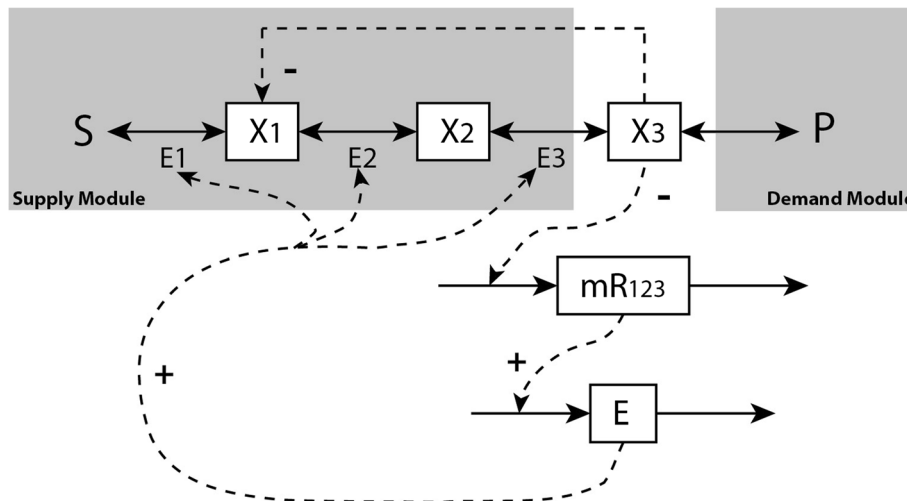 -
S X1 X2 X3 P
E1 E2 E3
Supply Module Demand Module
-
mR123
+
+
E